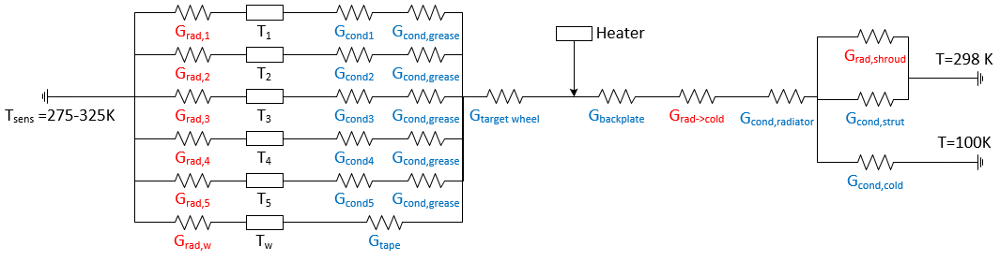 G_rad,1 T_1 G_cond1 G_cond,grease
Heater
G_rad,2 T_2 G_cond2 G_cond,grease
G_rad,shroud T=298 K
T_sens =275-325K G_rad,3 T_3 G_cond3 G_cond,grease G_target wheel G_backplate G_rad->cold G_cond,radiator G_cond,strut
G_rad,4 T_4 G_cond4 G_cond,grease
T=100K
G_rad,5 T_5 G_cond5 G_cond,grease
G_cond,cold
G_rad,w T_w G_tape